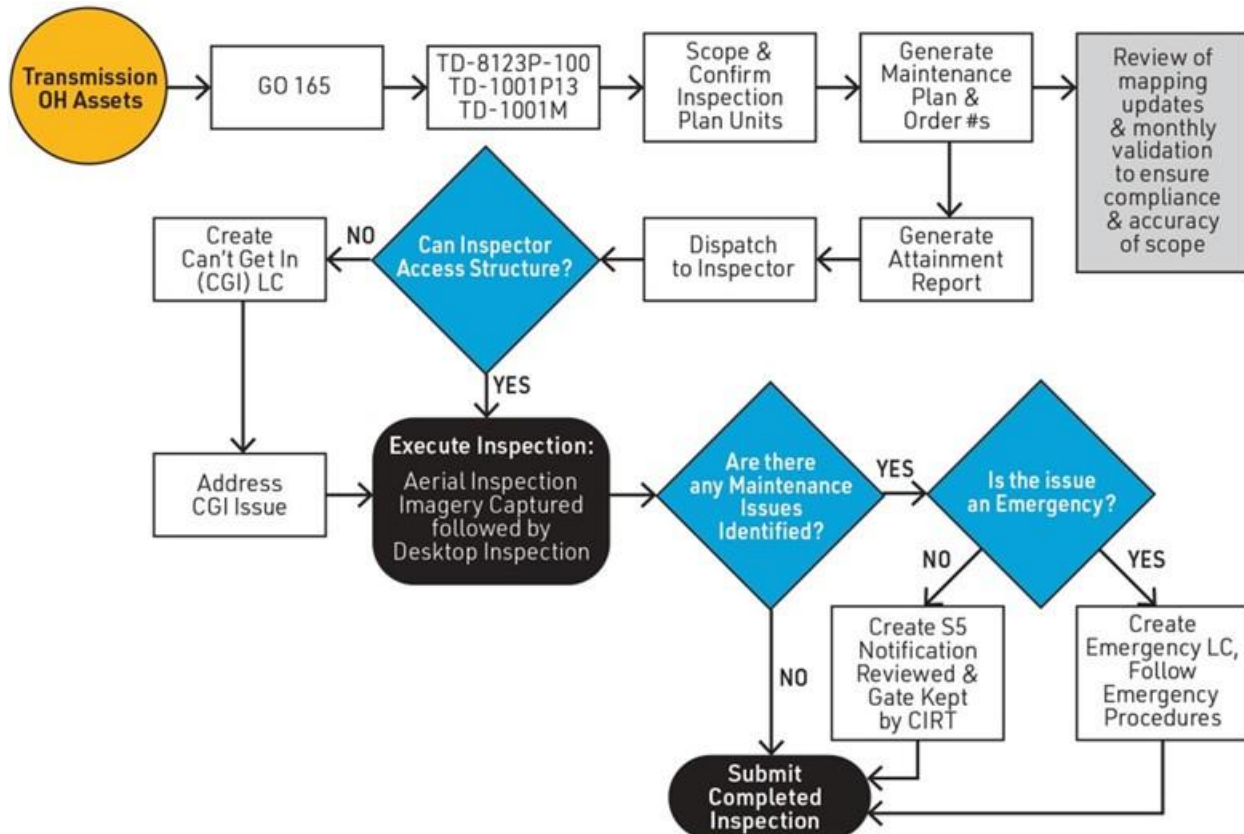 Transmission
OH Assets
GO 165
TD-8123P-100
TD-1001P13
TD-1001M
Scope &
Confirm
Inspection
Plan Units
Generate
Maintenance
Plan &
Order #s
Review of
mapping
updates
& monthly
validation
to ensure
compliance
& accuracy
of scope
Generate
Attainment
Report
Dispatch
to Inspector
Can Inspector
Access Structure?
NO
Create
Can't Get In
(CGI) LC
YES
Address
CGI Issue
Execute Inspection:
Aerial Inspection
Imagery Captured
followed by
Desktop Inspection
Are there
any Maintenance
Issues
Identified?
YES
Is the issue
an Emergency?
NO
YES
Create S5
Notification
Reviewed &
Gate Kept
by CIRT
Create
Emergency LC,
Follow
Emergency
Procedures
NO
Submit
Completed
Inspection